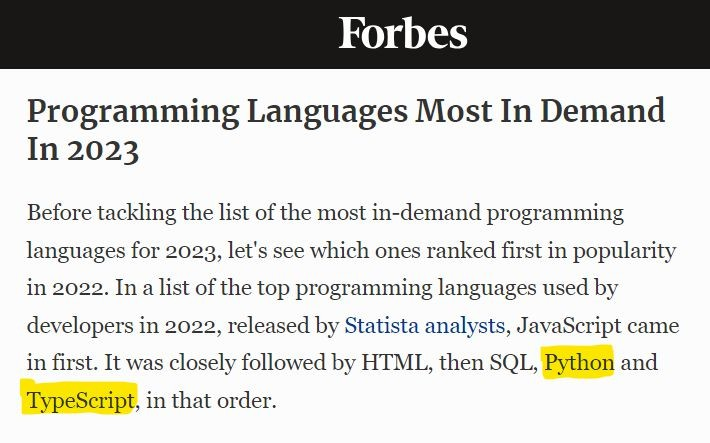 Forbes
Programming Languages Most In Demand
In 2023
Before tackling the list of the most in-demand programming
languages for 2023, let's see which ones ranked first in popularity
in 2022. In a list of the top programming languages used by
developers in 2022, released by Statista analysts, JavaScript came
in first. It was closely followed by HTML, then SQL, Python and
TypeScript, in that order.